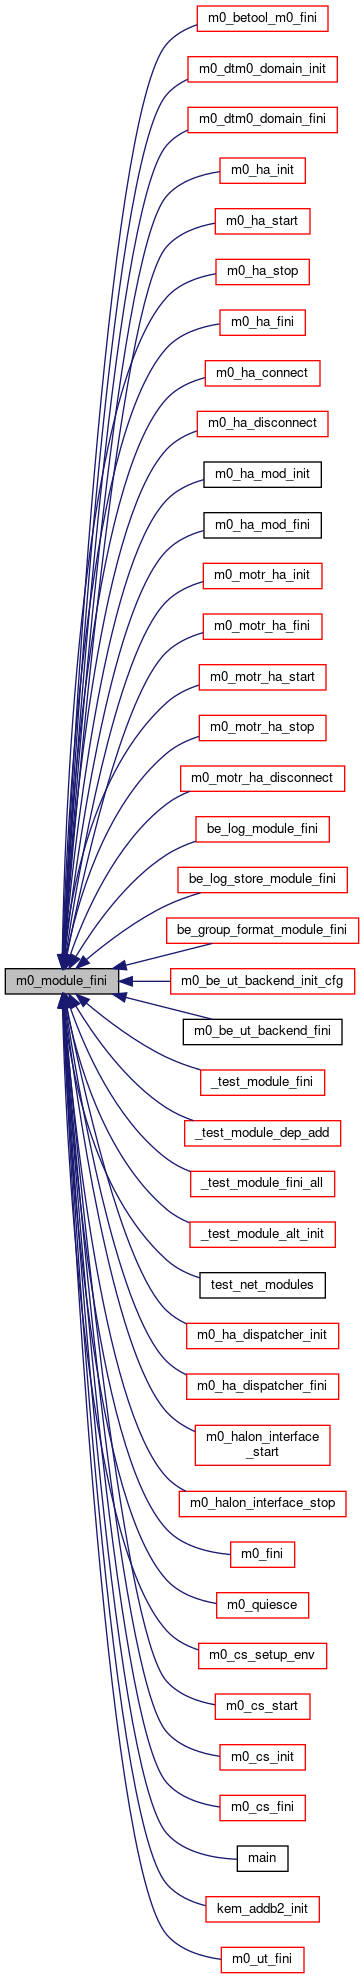 m0_betool_m0_fini
m0_dtm0_domain_init
m0_dtm0_domain_fini
m0_ha_init
m0_ha_start
m0_ha_stop
m0_ha_fini
m0_ha_connect
m0_ha_disconnect
m0_ha_mod_init
m0_ha_mod_fini
m0_motr_ha_init
m0_motr_ha_fini
m0_motr_ha_start
m0_motr_ha_stop
m0_motr_ha_disconnect
be_log_module_fini
be_log_store_module_fini
be_group_format_module_fini
m0_module_fini
m0_be_ut_backend_init_cfg
m0_be_ut_backend_fini
_test_module_fini
_test_module_dep_add
_test_module_fini_all
_test_module_alt_init
test_net_modules
m0_ha_dispatcher_init
m0_ha_dispatcher_fini
m0_halon_interface
_start
m0_halon_interface_stop
m0_fini
m0_quiesce
m0_cs_setup_env
m0_cs_start
m0_cs_init
m0_cs_fini
main
kem_addb2_init
m0_ut_fini